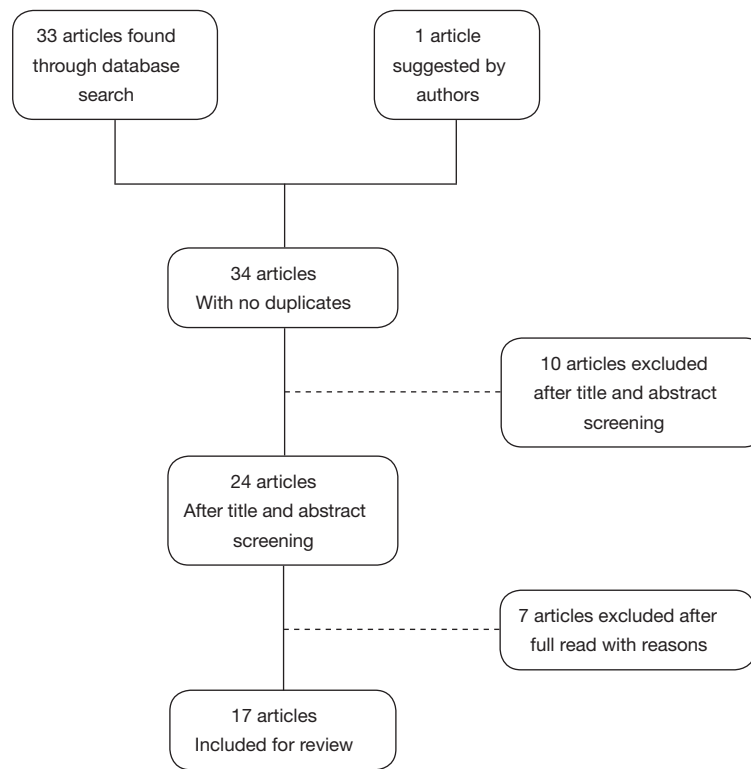 33 articles found
through database
search
1 article
suggested by
authors
34 articles
With no duplicates
10 articles excluded
after title and abstract
screening
24 articles
After title and abstract
screening
7 articles excluded after
full read with reasons
17 articles
Included for review